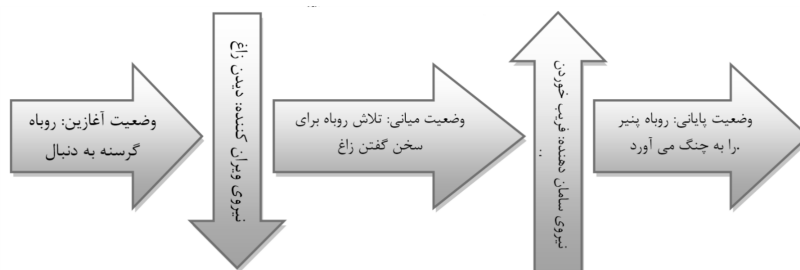 وضعیت آغازین: روباه
گرسنه به دنبال
نیروی ویران کننده: دیدن زاغ
وضعیت میانی: تلاش روباه برای
سخن گفتن زاغ
نیروی سامان دهنده: فریب خوردن
..
وضعیت پایانی: روباه پنیر
.را به چنگ می آورد